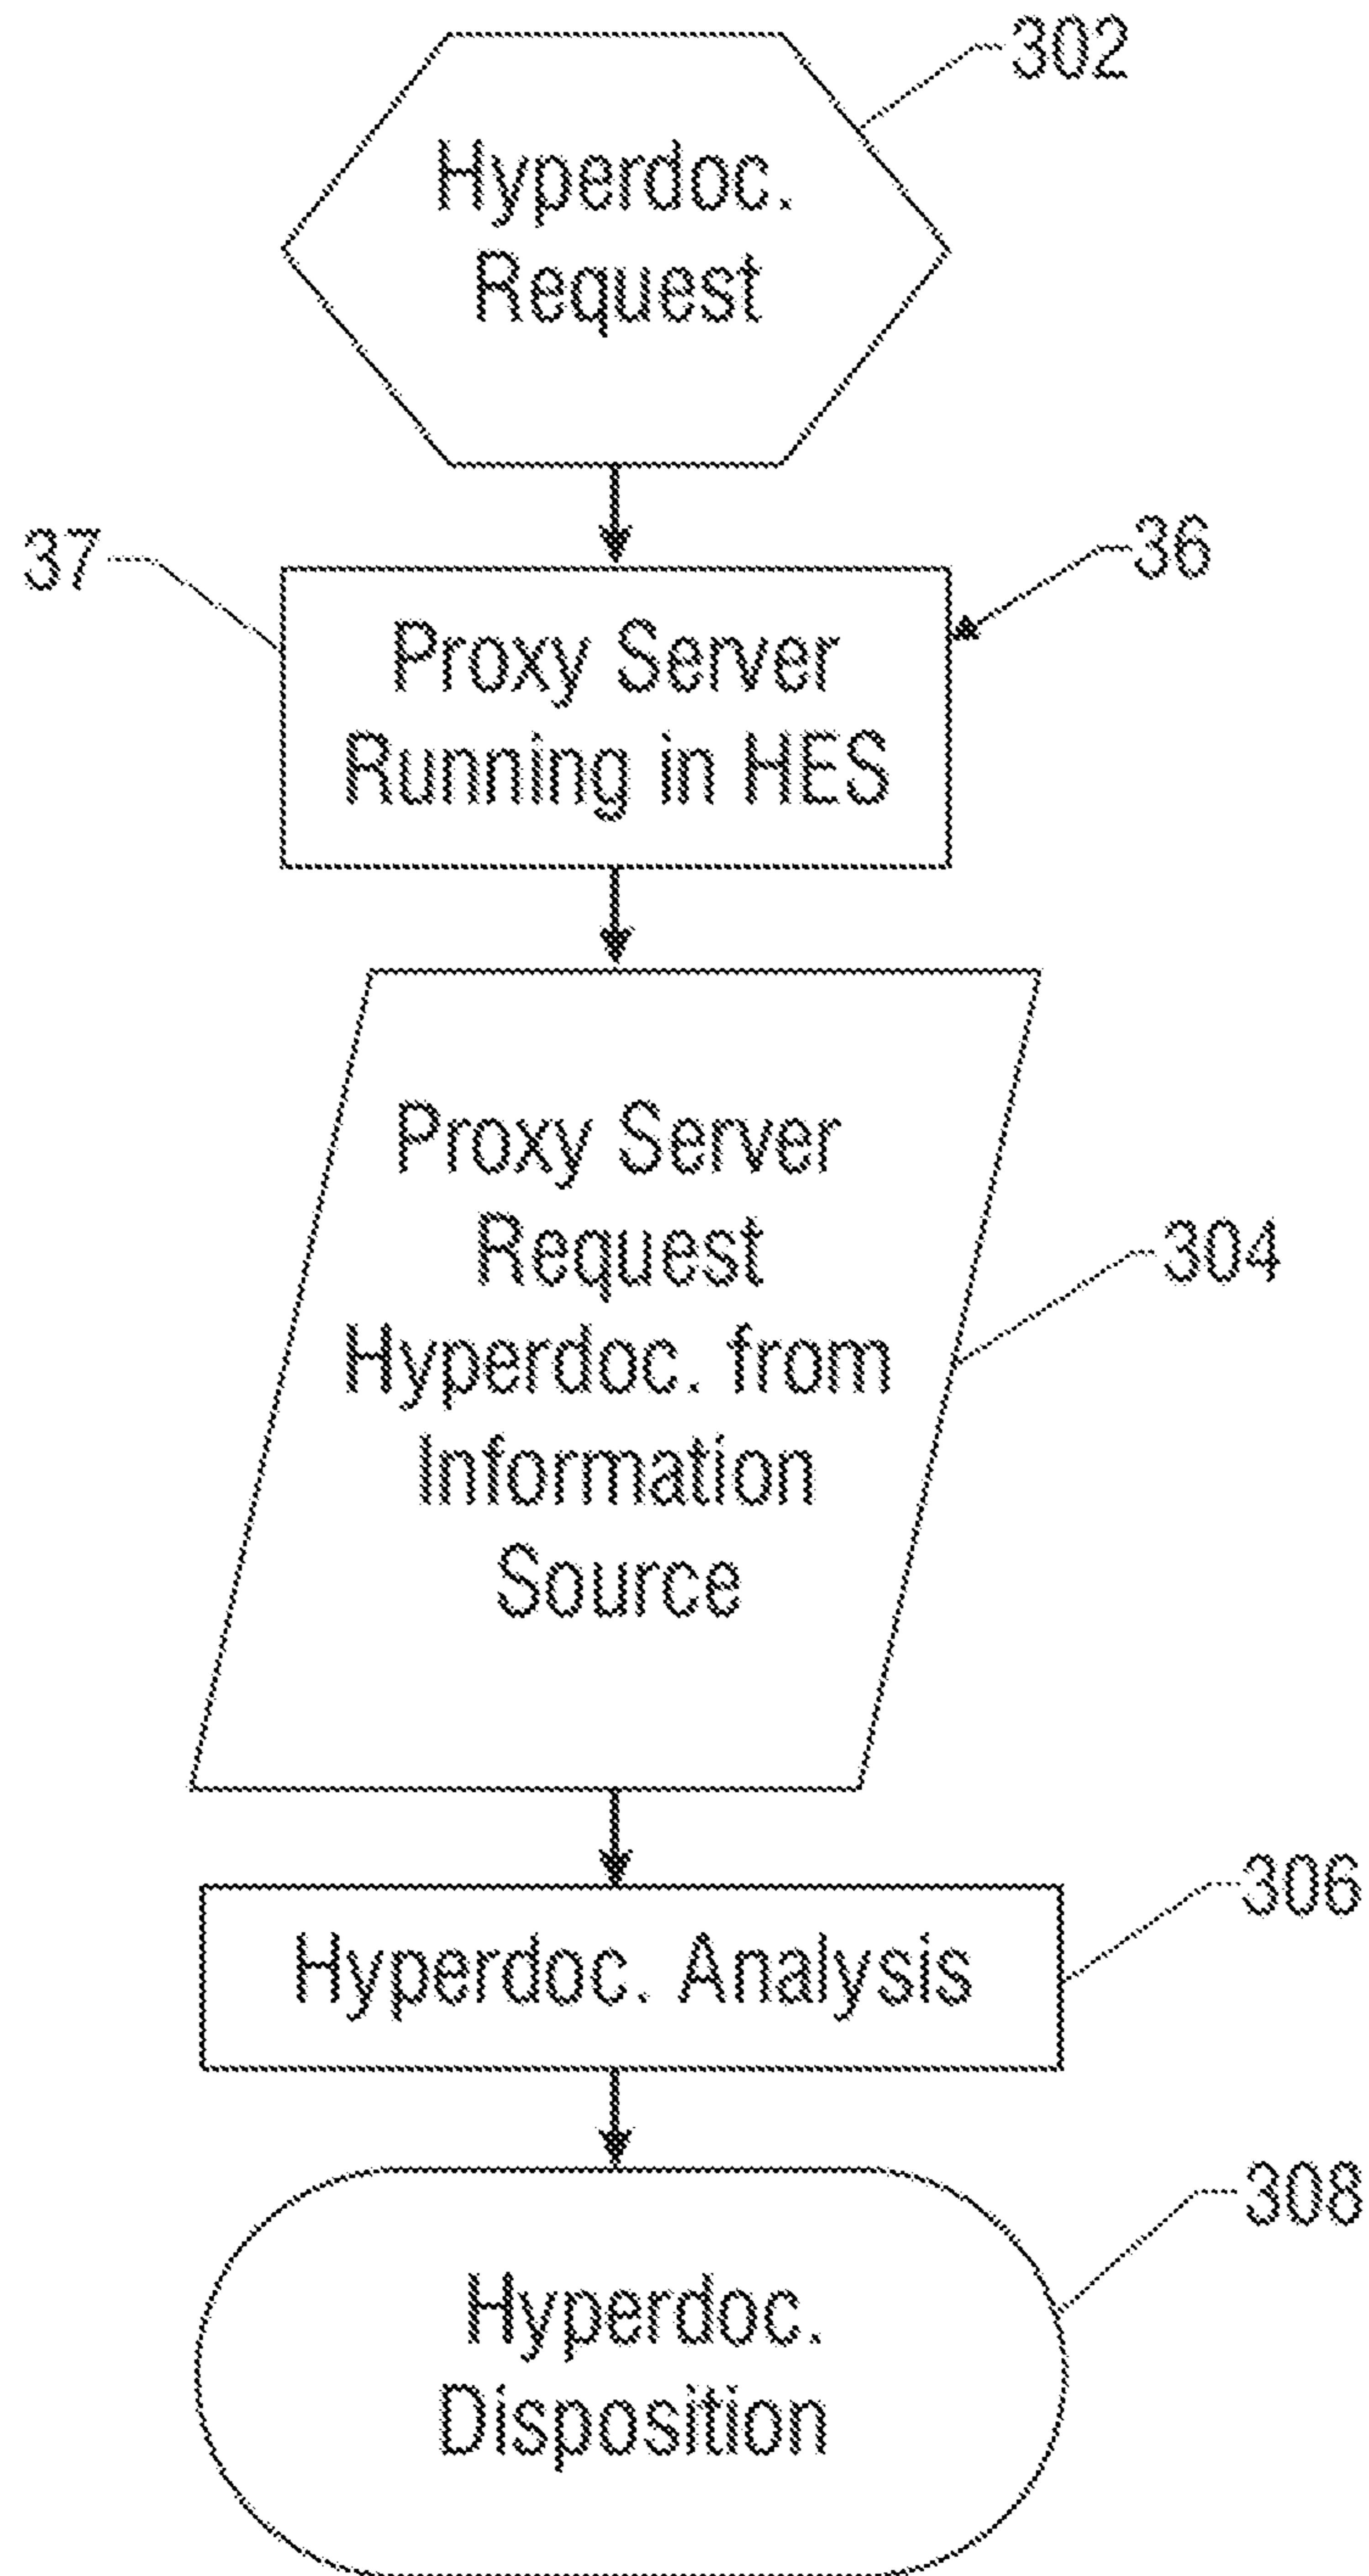 302
Hyperdoc.
Request
37
36
Proxy Server
Running in HES
Proxy Server
Request
Hyperdoc. from
Information
Source
304
306
Hyperdoc. Analysis
308
Hyperdoc.
Disposition